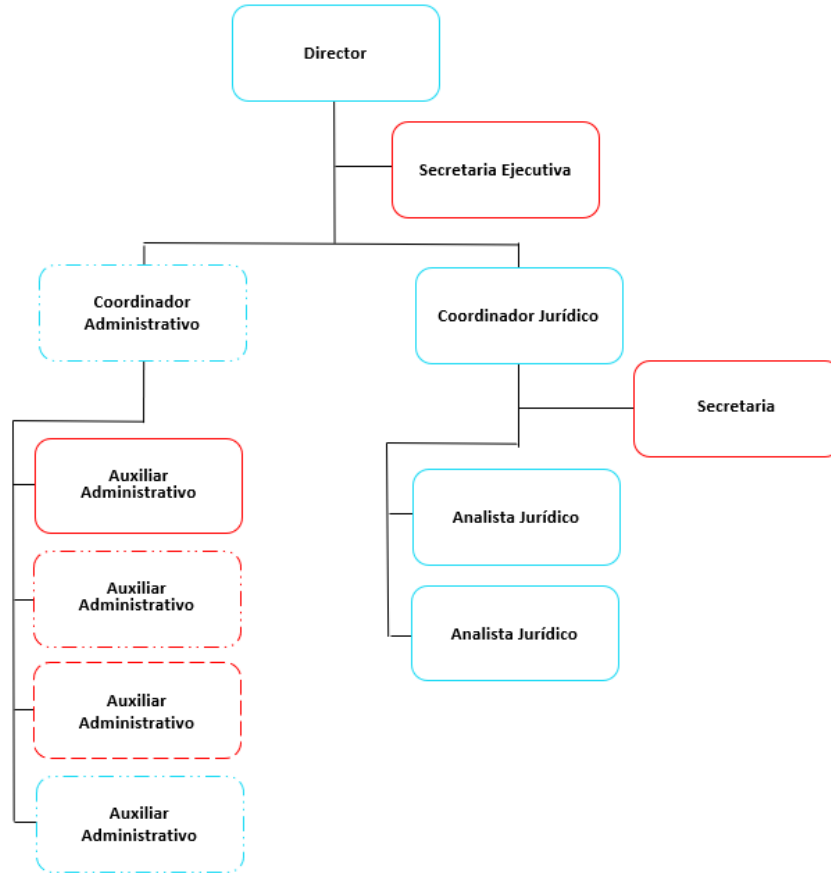 Director
Secretaria Ejecutiva
Coordinador
Administrativo
Coordinador Jurídico
Secretaria
Auxiliar
Administrativo
Auxiliar
Administrativo
Auxiliar
Administrativo
Auxiliar
Administrativo
Analista Jurídico
Analista Jurídico